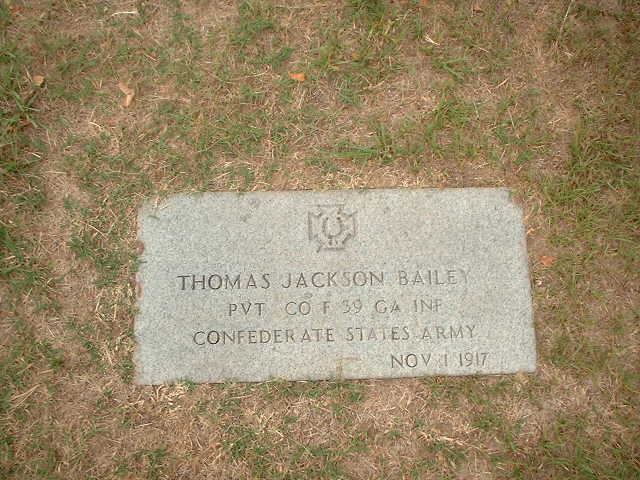 THOMAS JACKSON BAILEY
PVT CO F 39 GA INF
CONFEDERATE STATES ARMY
NOV 1 1917